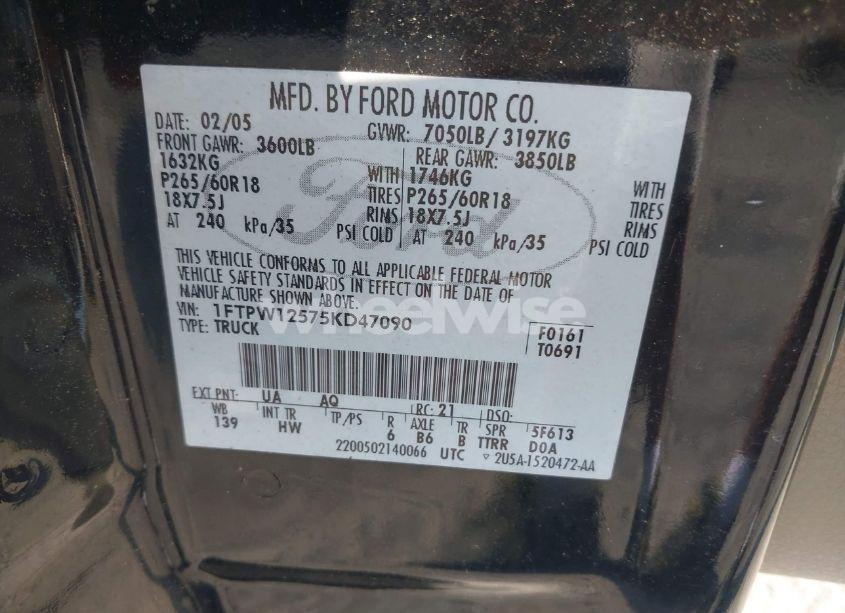 MFD. BY FORD MOTOR CO.
DATE: 02/05 GVWR: 7050LB / 3197KG
FRONT GAWR: 3600LB REAR GAWR: 3850LB
1632KG WITH 1746KG WITH
P265/60R18 TIRES P265/60R18 TIRES
18X7.5J RIMS 18X7.5J RIMS
AT 240 kPa/35 PSI COLD AT 240 kPa/35 PSI COLD
Ford
THIS VEHICLE CONFORMS TO ALL APPLICABLE FEDERAL MOTOR
VEHICLE SAFETY STANDARDS IN EFFECT ON THE DATE OF
MANUFACTURE SHOWN ABOVE.
VIN: 1FTPW12575KD47090
TYPE: TRUCK
F0161
T0691
wheelwise
EXT PNT: UA AQ RC: 21 DSO:
WB INT TR TP/PS R AXLE TR SPR 5F613
139 HW 6 B6 B TTRR DOA
2200502140066 UTC ▽ 2U5A-1520472-AA